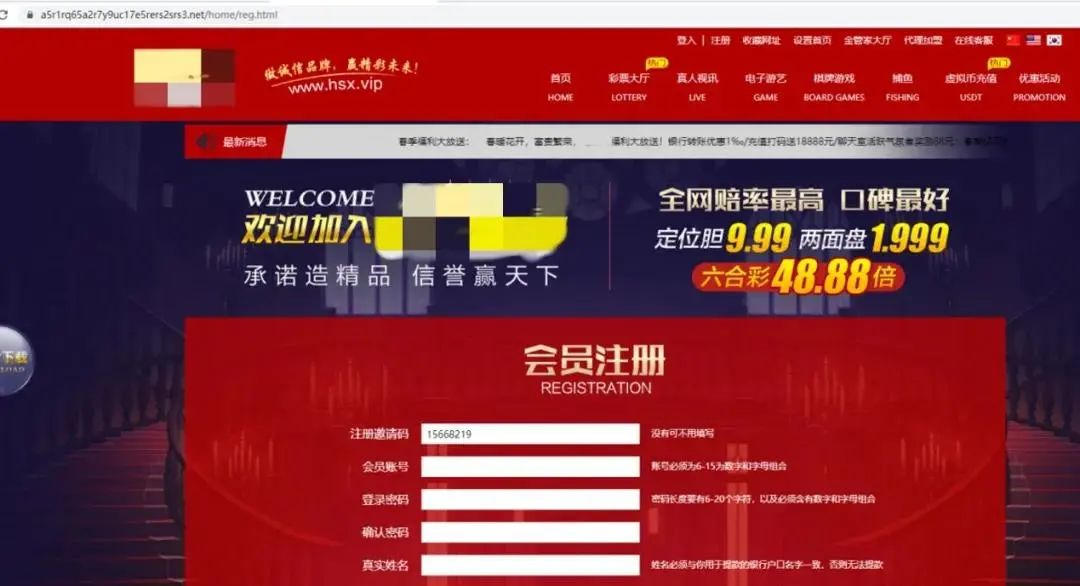 a5r1rq65a2r7y9uc17e5rers2srs3.net/home/reg.html
登入 | 注册 收藏网址 设置首页 金管家大厅 代理加盟 在线客服
做诚信品牌，赢精彩未来！
www.hsx.vip
热门 热门
首页 彩票大厅 真人视讯 电子游艺 棋牌游戏 捕鱼 虚拟币充值 优惠活动
HOME LOTTERY LIVE GAME BOARD GAMES FISHING USDT PROMOTION
最新消息 春季福利大放送： 春暖花开，富贵繁荣， 福利大放送！银行转账优惠1‰/充值打码送18888元/聊天室活跃气氛者奖励88元：
WELCOME
欢迎加入
承诺造精品 信誉赢天下
全网赔率最高 口碑最好
定位胆9.99 两面盘1.999
六合彩48.88倍
下载
会员注册
REGISTRATION
注册邀请码 15668219 没有可不用填写
会员账号 账号必须为6-15为数字和字母组合
登录密码 密码长度要有6-20个字符，以及必须含有数字和字母组合
确认密码
真实姓名 姓名必须与你用于提款的银行户口名字一致，否则无法提款